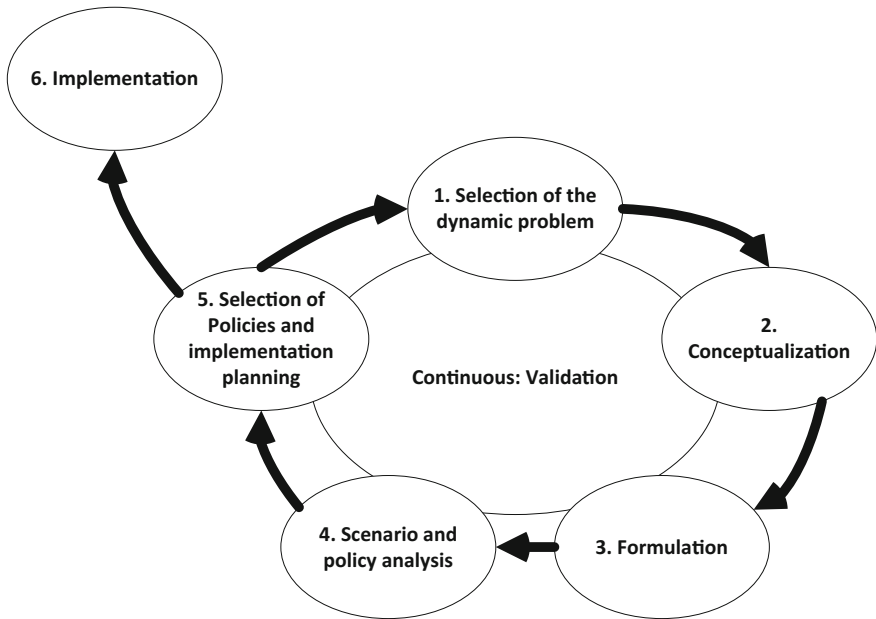 6. Implementation
1. Selection of the
dynamic problem
2.
Conceptualization
5. Selection of
Policies and
implementation
planning
Continuous: Validation
4. Scenario and
policy analysis
3. Formulation